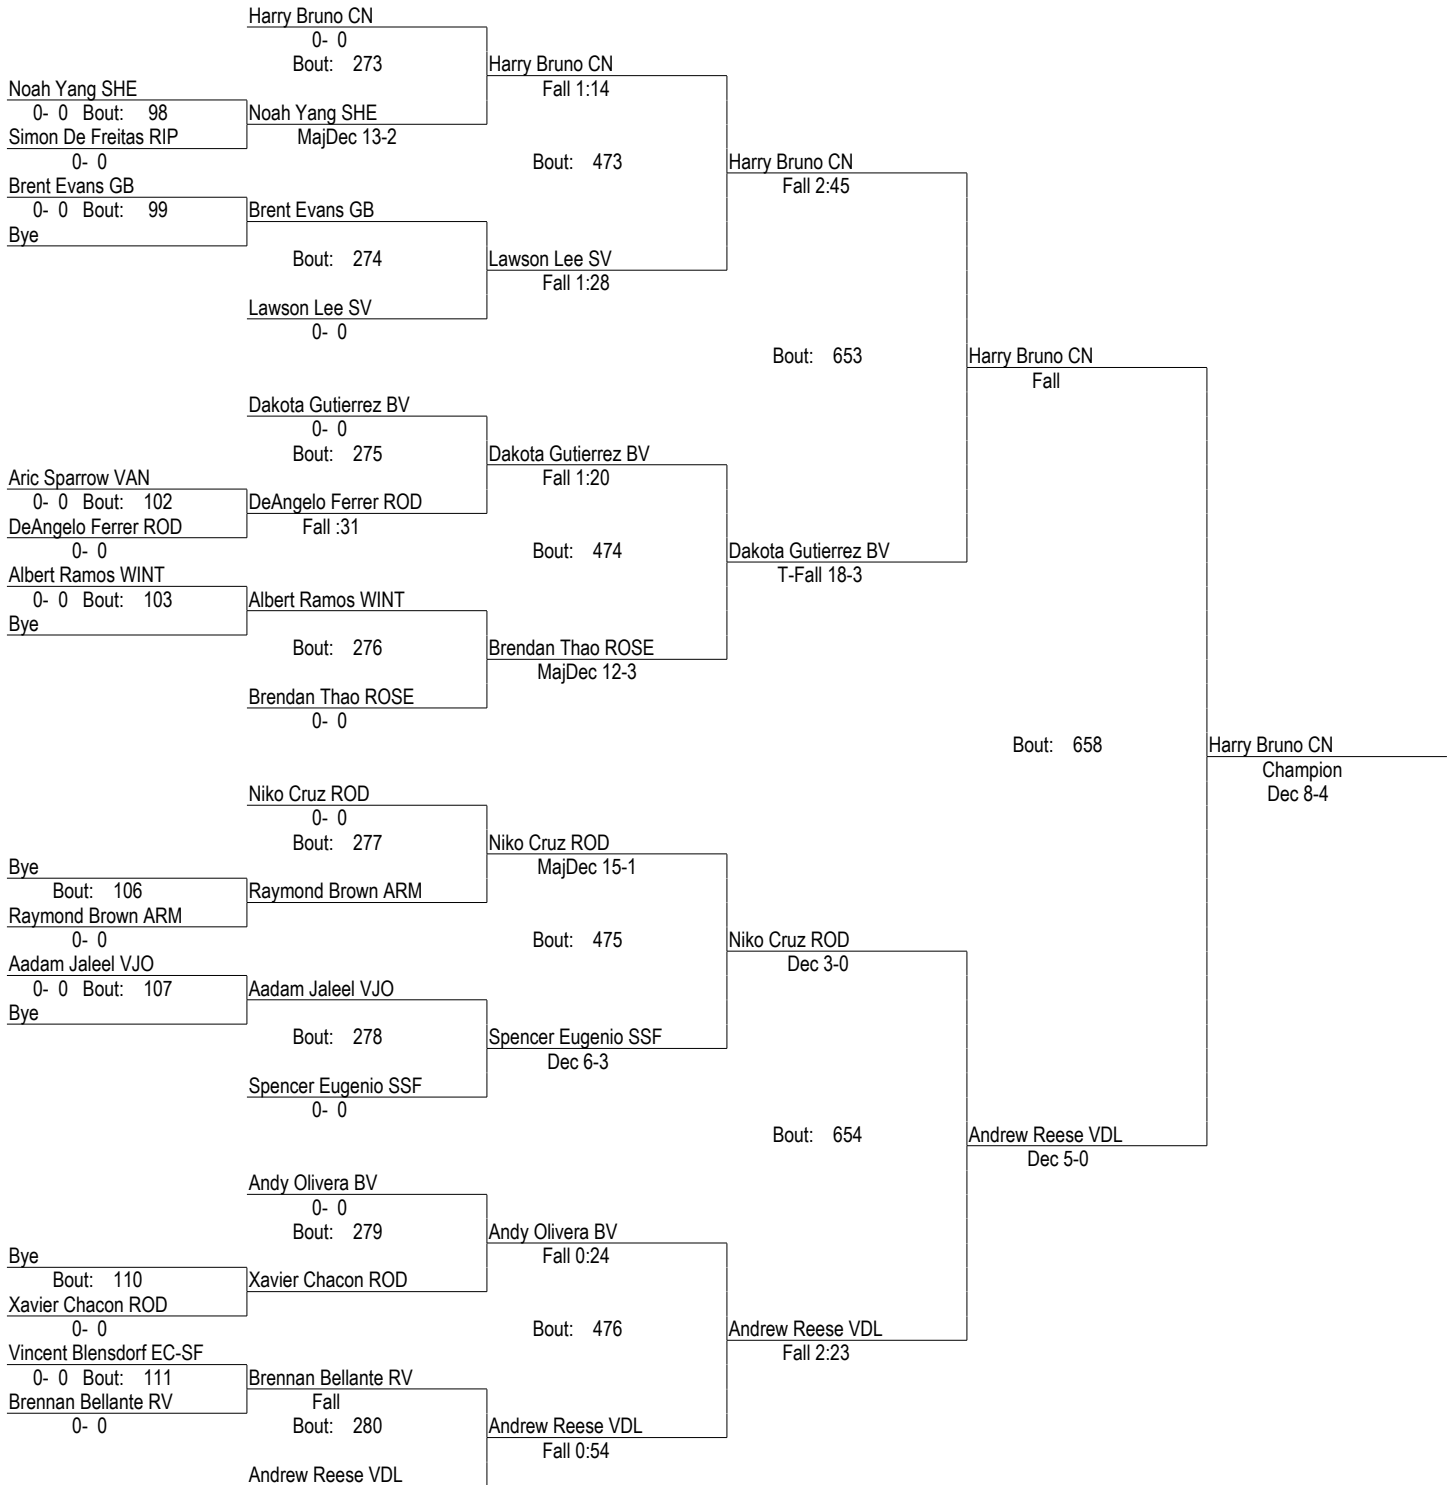 Harry Bruno CN
0- 0
Bout: 273
Harry Bruno CN
Fall 1:14
Noah Yang SHE
0- 0 Bout: 98
Noah Yang SHE
MajDec 13-2
Simon De Freitas RIP
0- 0
Bout: 473
Harry Bruno CN
Fall 2:45
Brent Evans GB
0- 0 Bout: 99
Brent Evans GB
Bye
Bout: 274
Lawson Lee SV
Fall 1:28
Lawson Lee SV
0- 0
Bout: 653
Harry Bruno CN
Fall
Dakota Gutierrez BV
0- 0
Bout: 275
Dakota Gutierrez BV
Fall 1:20
Aric Sparrow VAN
0- 0 Bout: 102
DeAngelo Ferrer ROD
Fall :31
DeAngelo Ferrer ROD
0- 0
Bout: 474
Dakota Gutierrez BV
T-Fall 18-3
Albert Ramos WINT
0- 0 Bout: 103
Albert Ramos WINT
Bye
Bout: 276
Brendan Thao ROSE
MajDec 12-3
Brendan Thao ROSE
0- 0
Bout: 658
Harry Bruno CN
Champion
Dec 8-4
Niko Cruz ROD
0- 0
Bout: 277
Niko Cruz ROD
MajDec 15-1
Bye
Bout: 106
Raymond Brown ARM
Raymond Brown ARM
0- 0
Bout: 475
Niko Cruz ROD
Dec 3-0
Aadam Jaleel VJO
0- 0 Bout: 107
Aadam Jaleel VJO
Bye
Bout: 278
Spencer Eugenio SSF
Dec 6-3
Spencer Eugenio SSF
0- 0
Bout: 654
Andrew Reese VDL
Dec 5-0
Andy Olivera BV
0- 0
Bout: 279
Andy Olivera BV
Fall 0:24
Bye
Bout: 110
Xavier Chacon ROD
Xavier Chacon ROD
0- 0
Bout: 476
Andrew Reese VDL
Fall 2:23
Vincent Blensdorf EC-SF
0- 0 Bout: 111
Brennan Bellante RV
Fall
Brennan Bellante RV
0- 0
Bout: 280
Andrew Reese VDL
Fall 0:54
Andrew Reese VDL